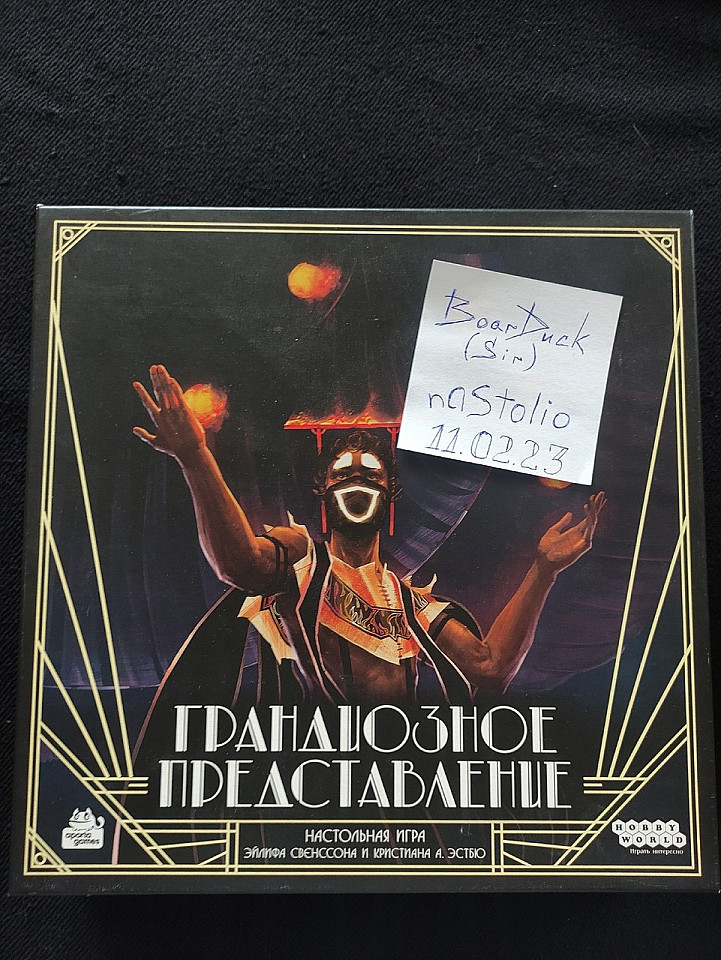 BoarDuck
(Sir)
naStolio
11.02.23
ГРАНДИОЗНОЕ
ПРЕДСТАВЛЕНИЕ
НАСТОЛЬНАЯ ИГРА
ЭЙЛИФА СВЕНССОНА И КРИСТИАНА А. ЭСТБЮ
aporta
games
HOBBY
WORLD
Играть интересно